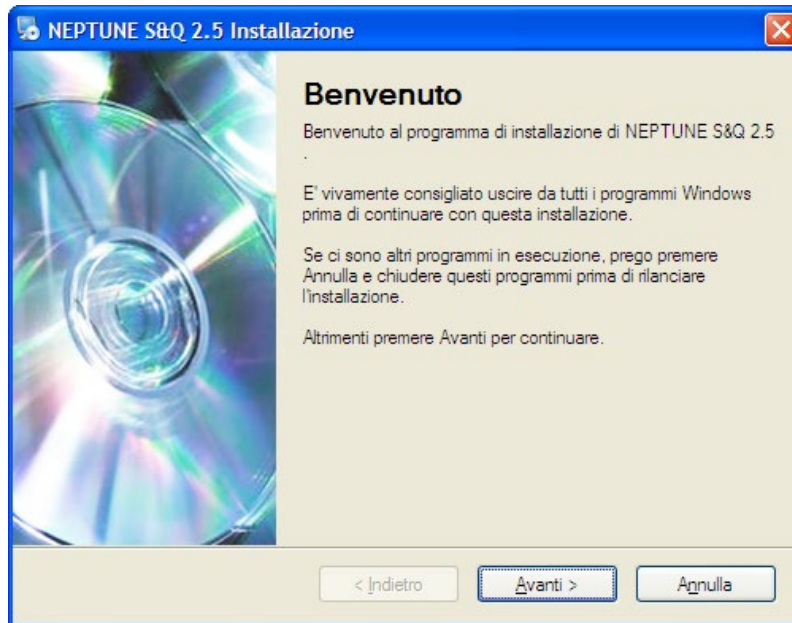 NEPTUNE S&Q 2.5 Installazione
Benvenuto
Benvenuto al programma di installazione di NEPTUNE S&Q 2.5
.
E' vivamente consigliato uscire da tutti i programmi Windows
prima di continuare con questa installazione.
Se ci sono altri programmi in esecuzione, prego premere
Annulla e chiudere questi programmi prima di rilanciare
l'installazione.
Altrimenti premere Avanti per continuare.
< Indietro
Avanti >
Annulla